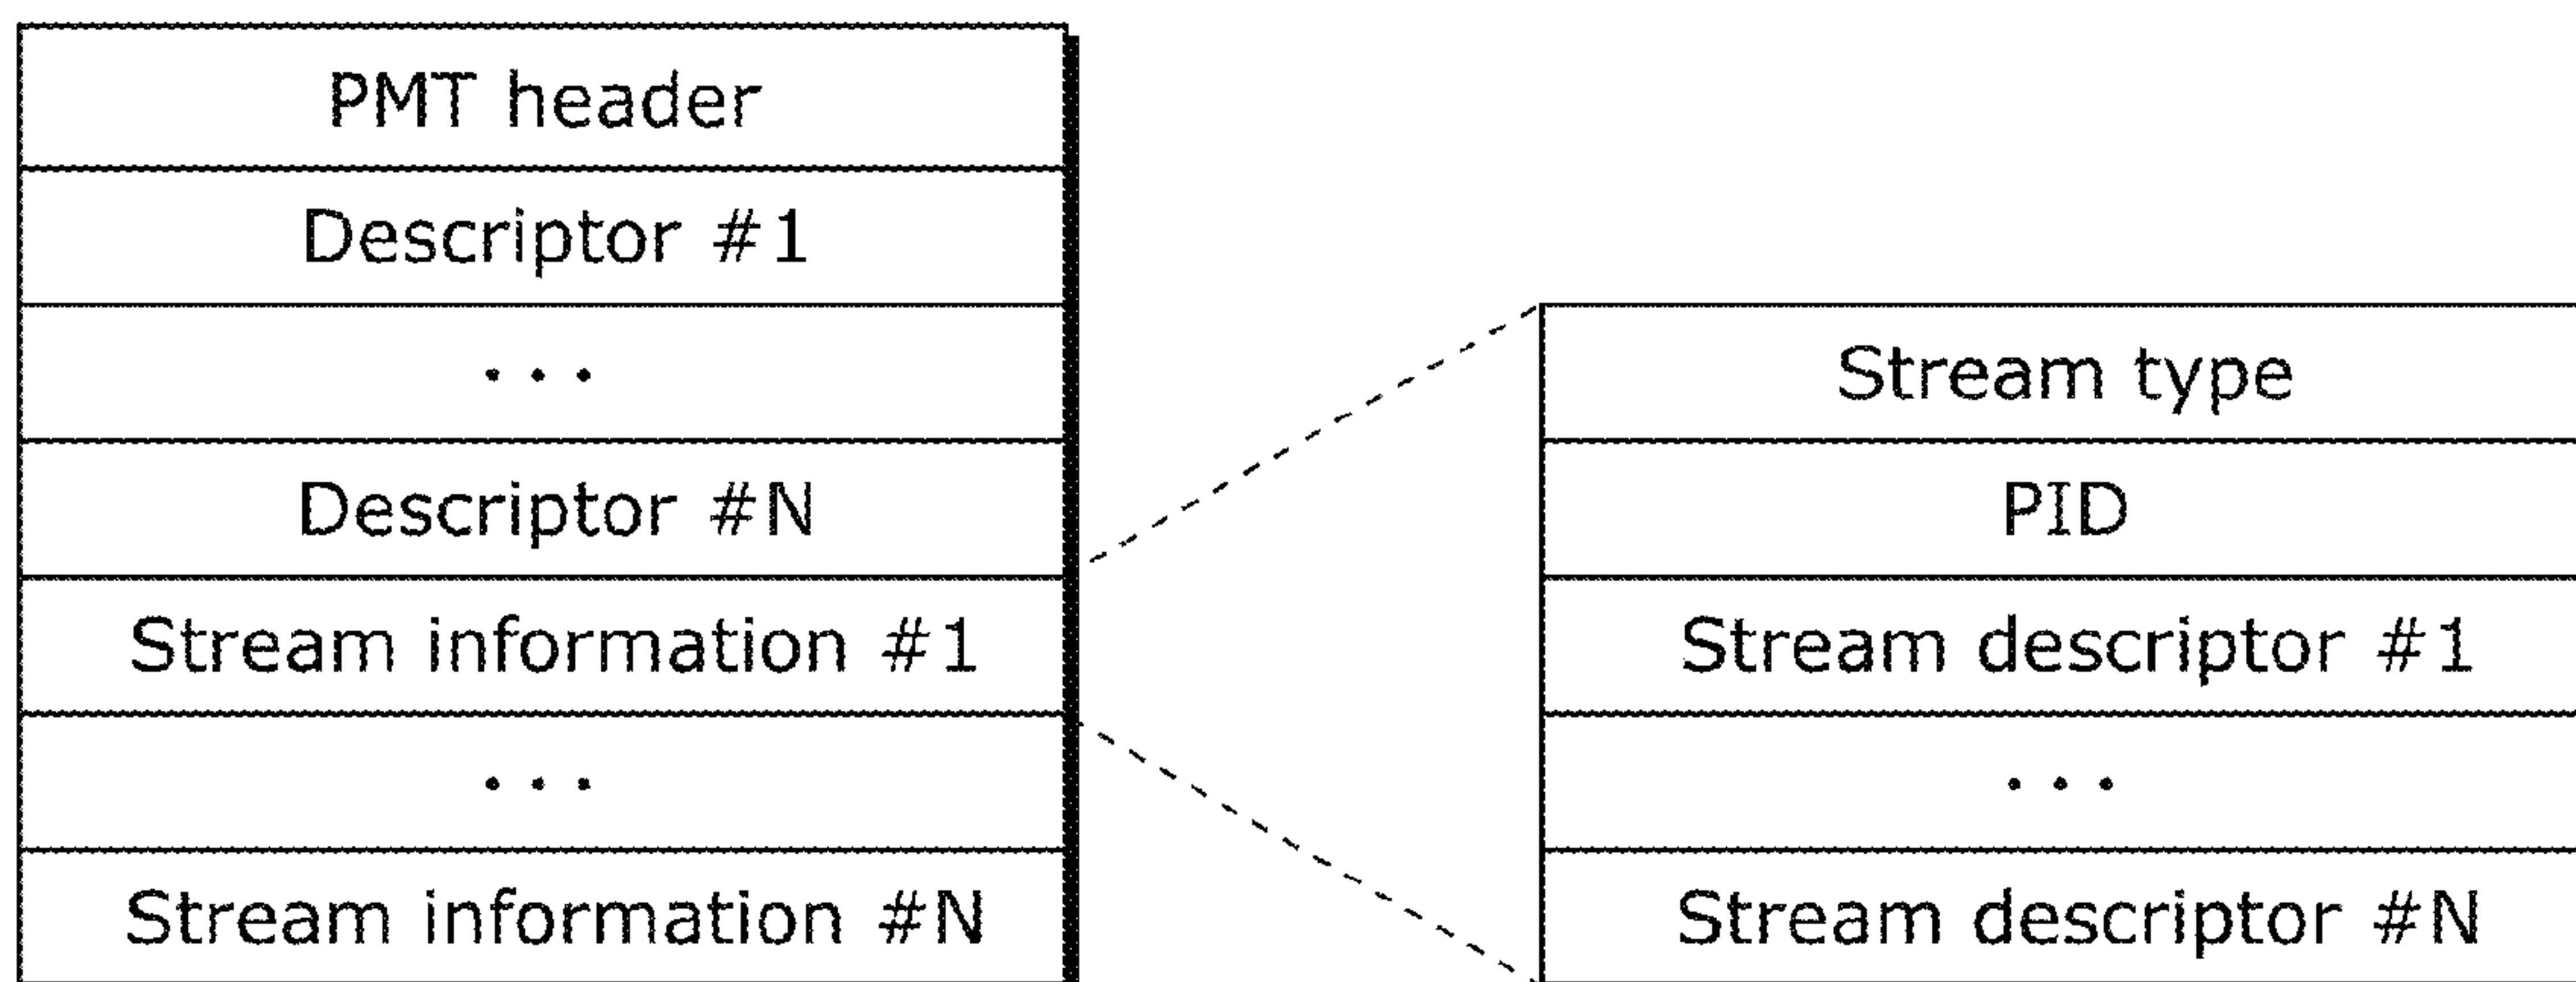 PMT header
Descriptor #1
...
Descriptor #N
Stream information #1
...
Stream information #N
Stream type
PID
Stream descriptor #1
...
Stream descriptor #N